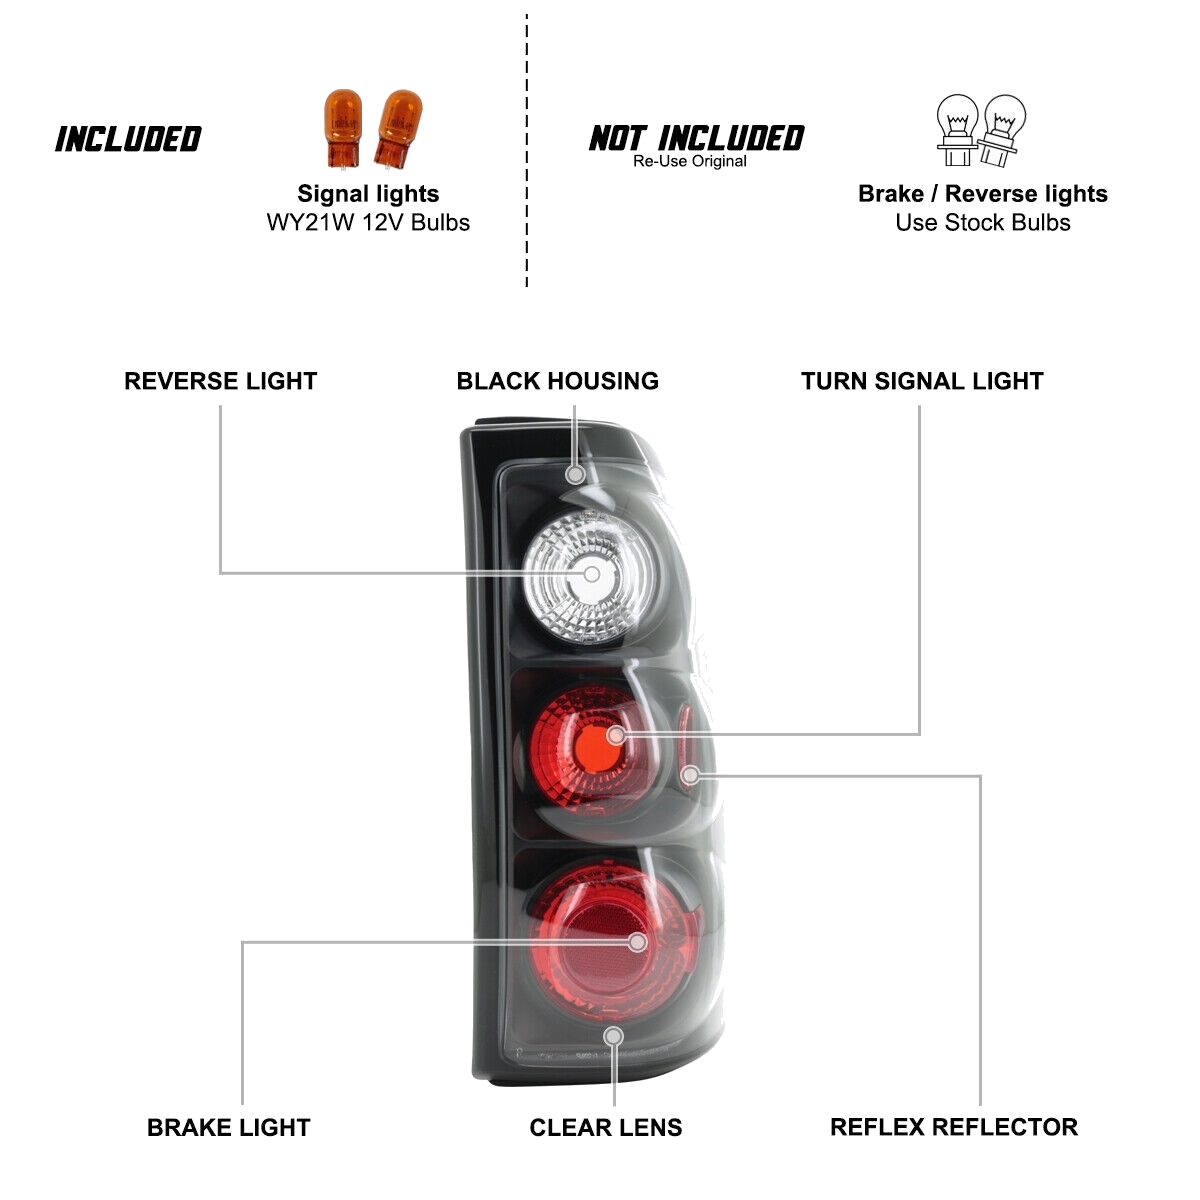 INCLUDED
Signal lights
WY21W 12V Bulbs
NOT INCLUDED
Re-Use Original
Brake / Reverse lights
Use Stock Bulbs
REVERSE LIGHT
BLACK HOUSING
TURN SIGNAL LIGHT
BRAKE LIGHT
CLEAR LENS
REFLEX REFLECTOR